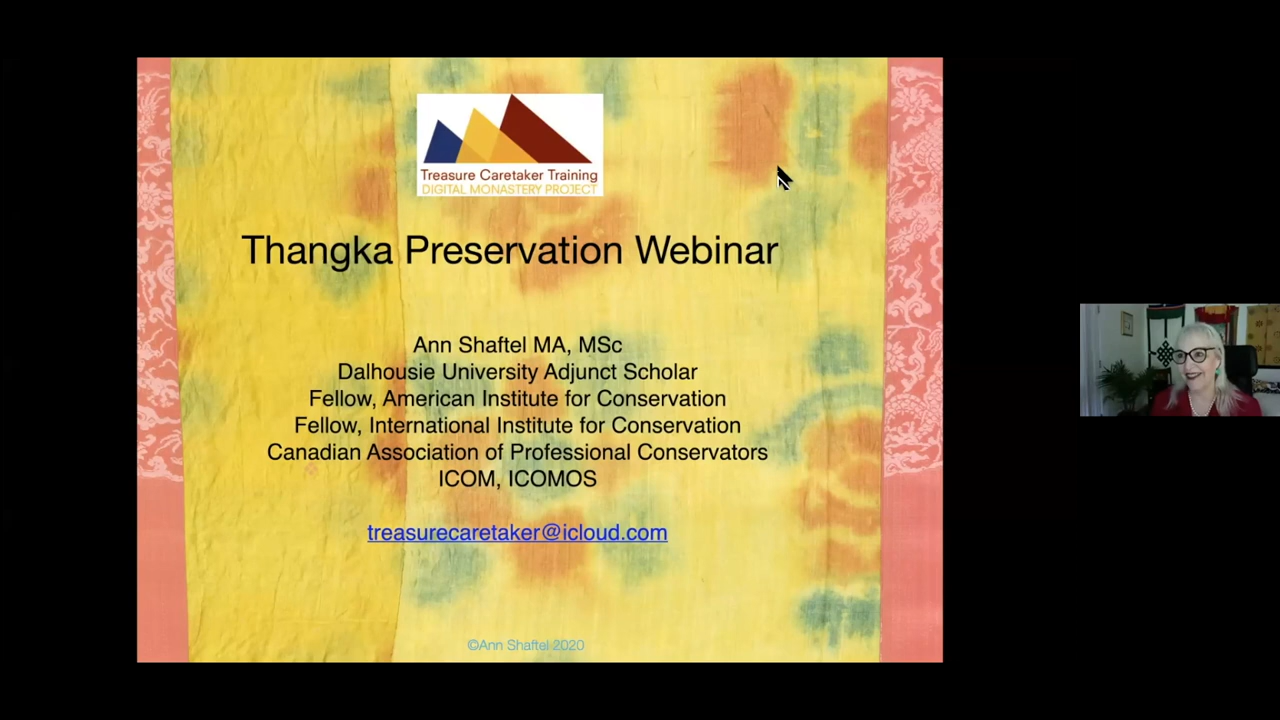 Treasure Caretaker Training
DIGITAL MONASTERY PROJECT
Thangka Preservation Webinar
Ann Shaftel MA, MSc
Dalhousie University Adjunct Scholar
Fellow, American Institute for Conservation
Fellow, International Institute for Conservation
Canadian Association of Professional Conservators
ICOM, ICOMOS
treasurecaretaker@icloud.com
©Ann Shaftel 2020